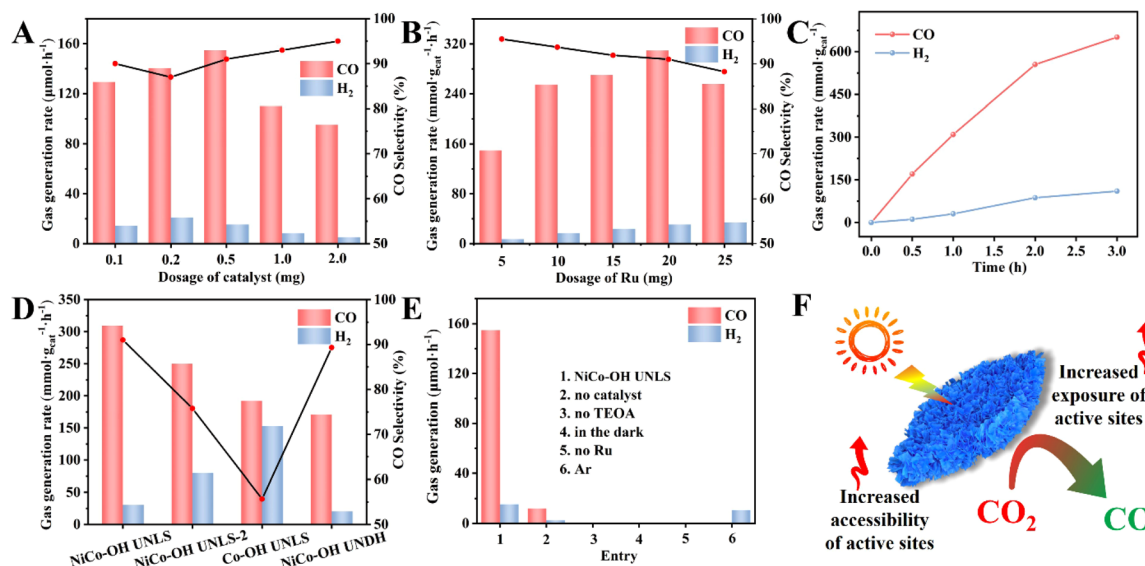 A
Gas generation rate (μmol·h⁻¹)
160
120
80
40
0
CO
H₂
100
90
80
70
60
50
CO Selectivity (%)
0.1 0.2 0.5 1.0 2.0
Dosage of catalyst (mg)
B
Gas generation rate (mmol·gcat⁻¹·h⁻¹)
320
240
160
80
0
CO
H₂
100
90
80
70
60
50
CO Selectivity (%)
5 10 15 20 25
Dosage of Ru (mg)
C
Gas generation rate (mmol·gcat⁻¹·h⁻¹)
600
450
300
150
0
CO
H₂
0.0 0.5 1.0 2.0 3.0
Time (h)
D
Gas generation rate (mmol·gcat⁻¹·h⁻¹)
350
300
250
200
150
100
50
0
CO
H₂
100
90
80
70
60
50
CO Selectivity (%)
NiCo-OH UNLS
NiCo-OH UNLS-2
Co-OH UNLS
NiCo-OH UNDH
E
Gas generation (μmol·h⁻¹)
160
120
80
40
0
CO
H₂
1. NiCo-OH UNLS
2. no catalyst
3. no TEOA
4. in the dark
5. no Ru
6. Ar
1 2 3 4 5 6
Entry
F
Increased
exposure of
active sites
Increased
accessibility
of active sites
CO₂
CO